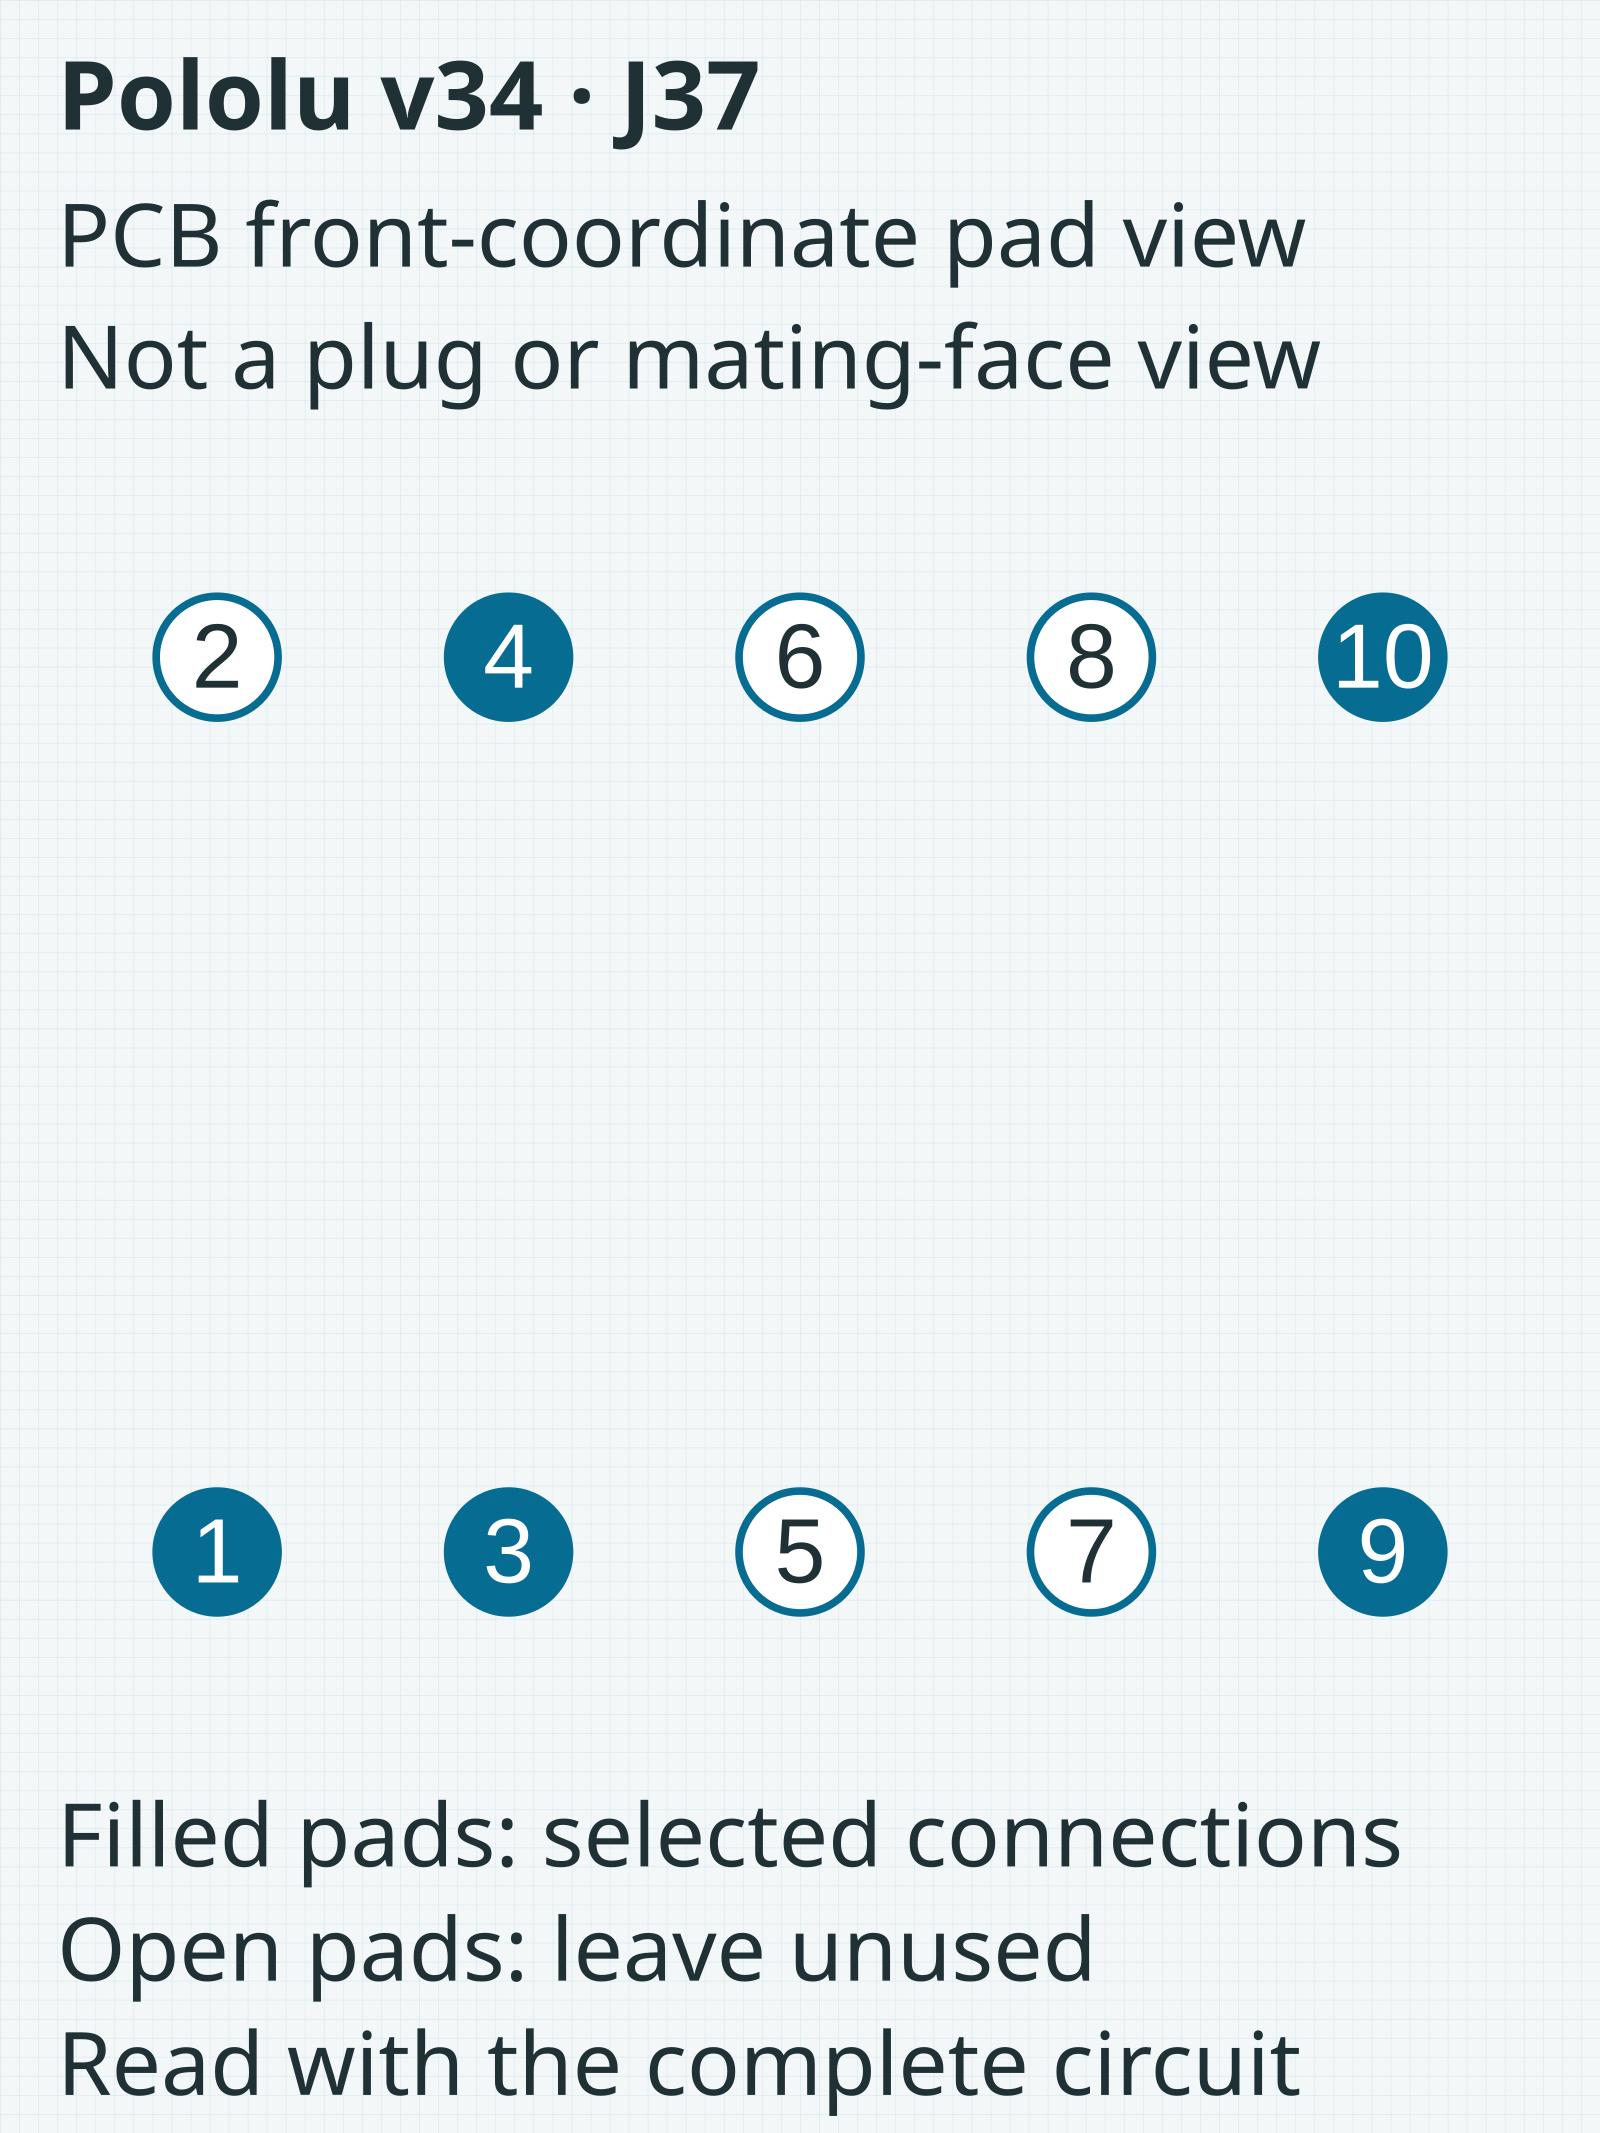 Pololu v34 · J37
PCB front-coordinate pad view
Not a plug or mating-face view
2 4 6 8 10
1 3 5 7 9
Filled pads: selected connections
Open pads: leave unused
Read with the complete circuit